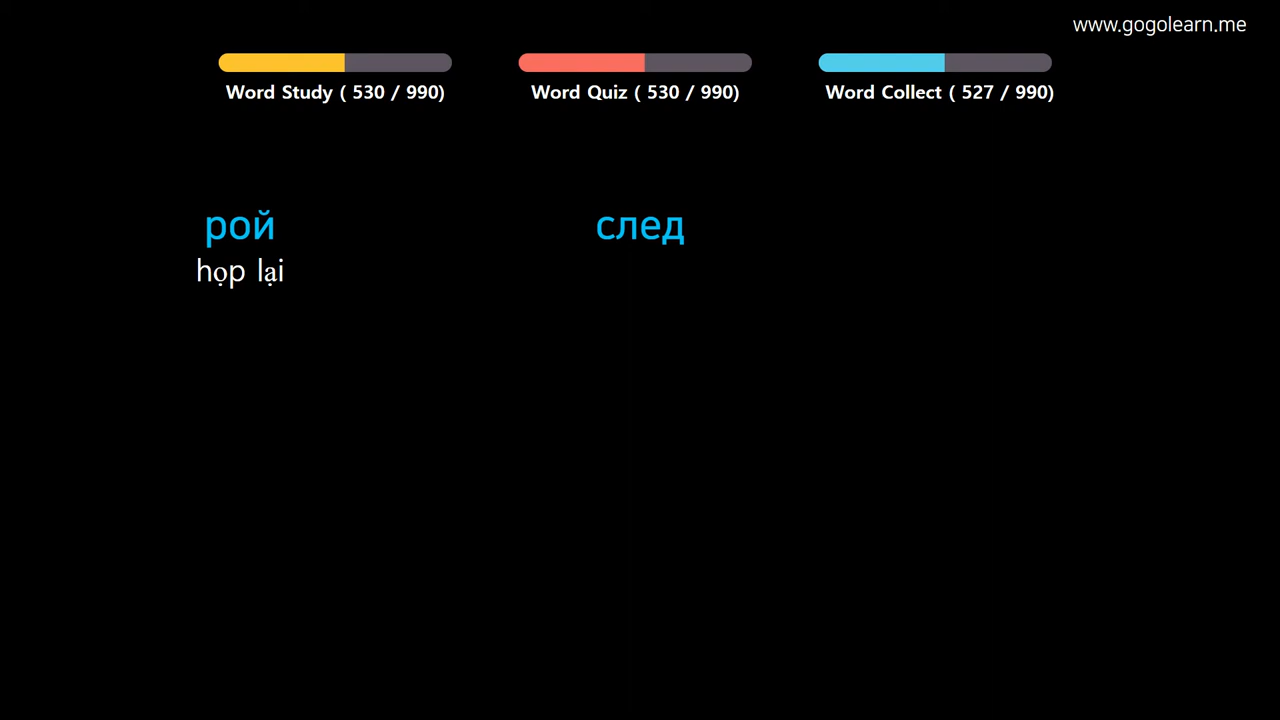 www.gogolearn.me
Word Study ( 530 / 990)
Word Quiz ( 530 / 990)
Word Collect ( 527 / 990)
рой
họp lại
след